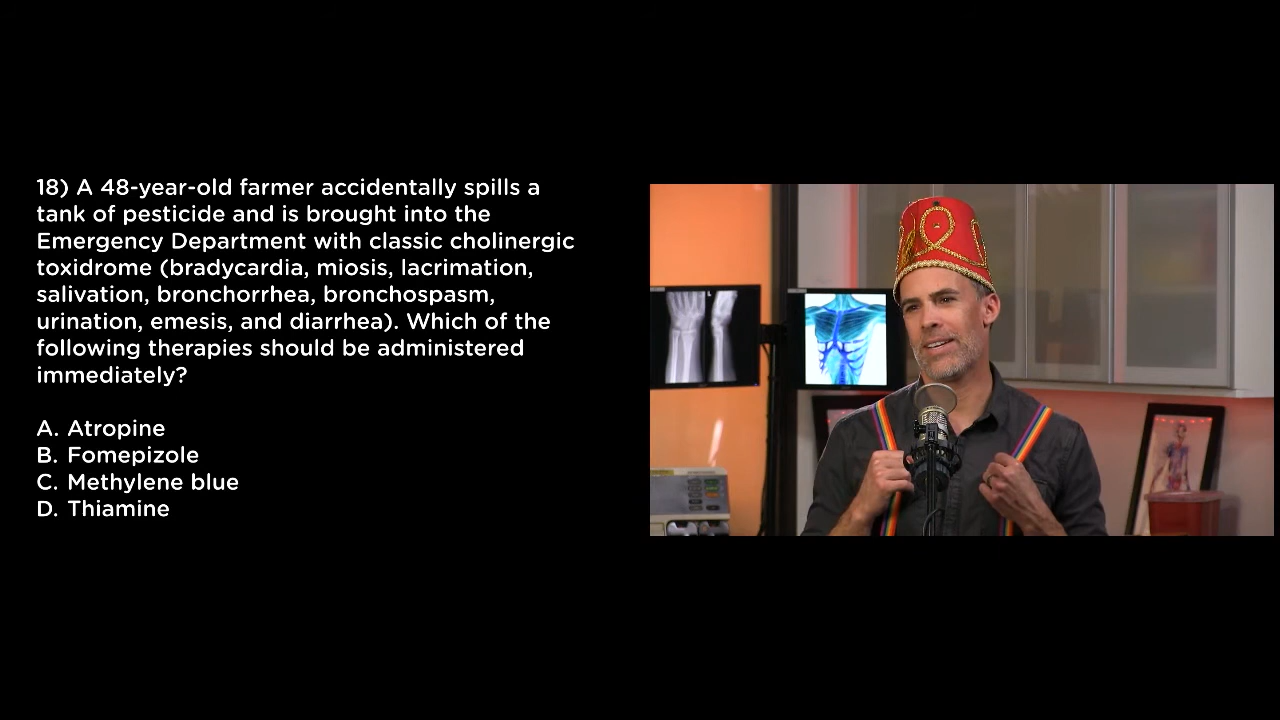 18) A 48-year-old farmer accidentally spills a
tank of pesticide and is brought into the
Emergency Department with classic cholinergic
toxidrome (bradycardia, miosis, lacrimation,
salivation, bronchorrhea, bronchospasm,
urination, emesis, and diarrhea). Which of the
following therapies should be administered
immediately?
A. Atropine
B. Fomepizole
C. Methylene blue
D. Thiamine